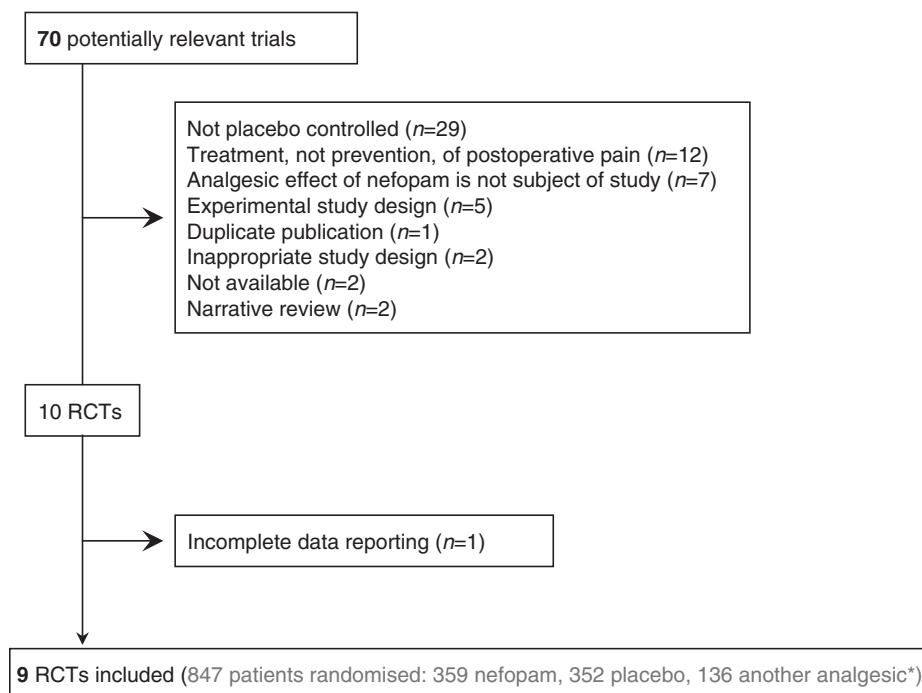 70 potentially relevant trials
Not placebo controlled (n=29)
Treatment, not prevention, of postoperative pain (n=12)
Analgesic effect of nefopam is not subject of study (n=7)
Experimental study design (n=5)
Duplicate publication (n=1)
Inappropriate study design (n=2)
Not available (n=2)
Narrative review (n=2)
10 RCTs
Incomplete data reporting (n=1)
9 RCTs included (847 patients randomised: 359 nefopam, 352 placebo, 136 another analgesic*)